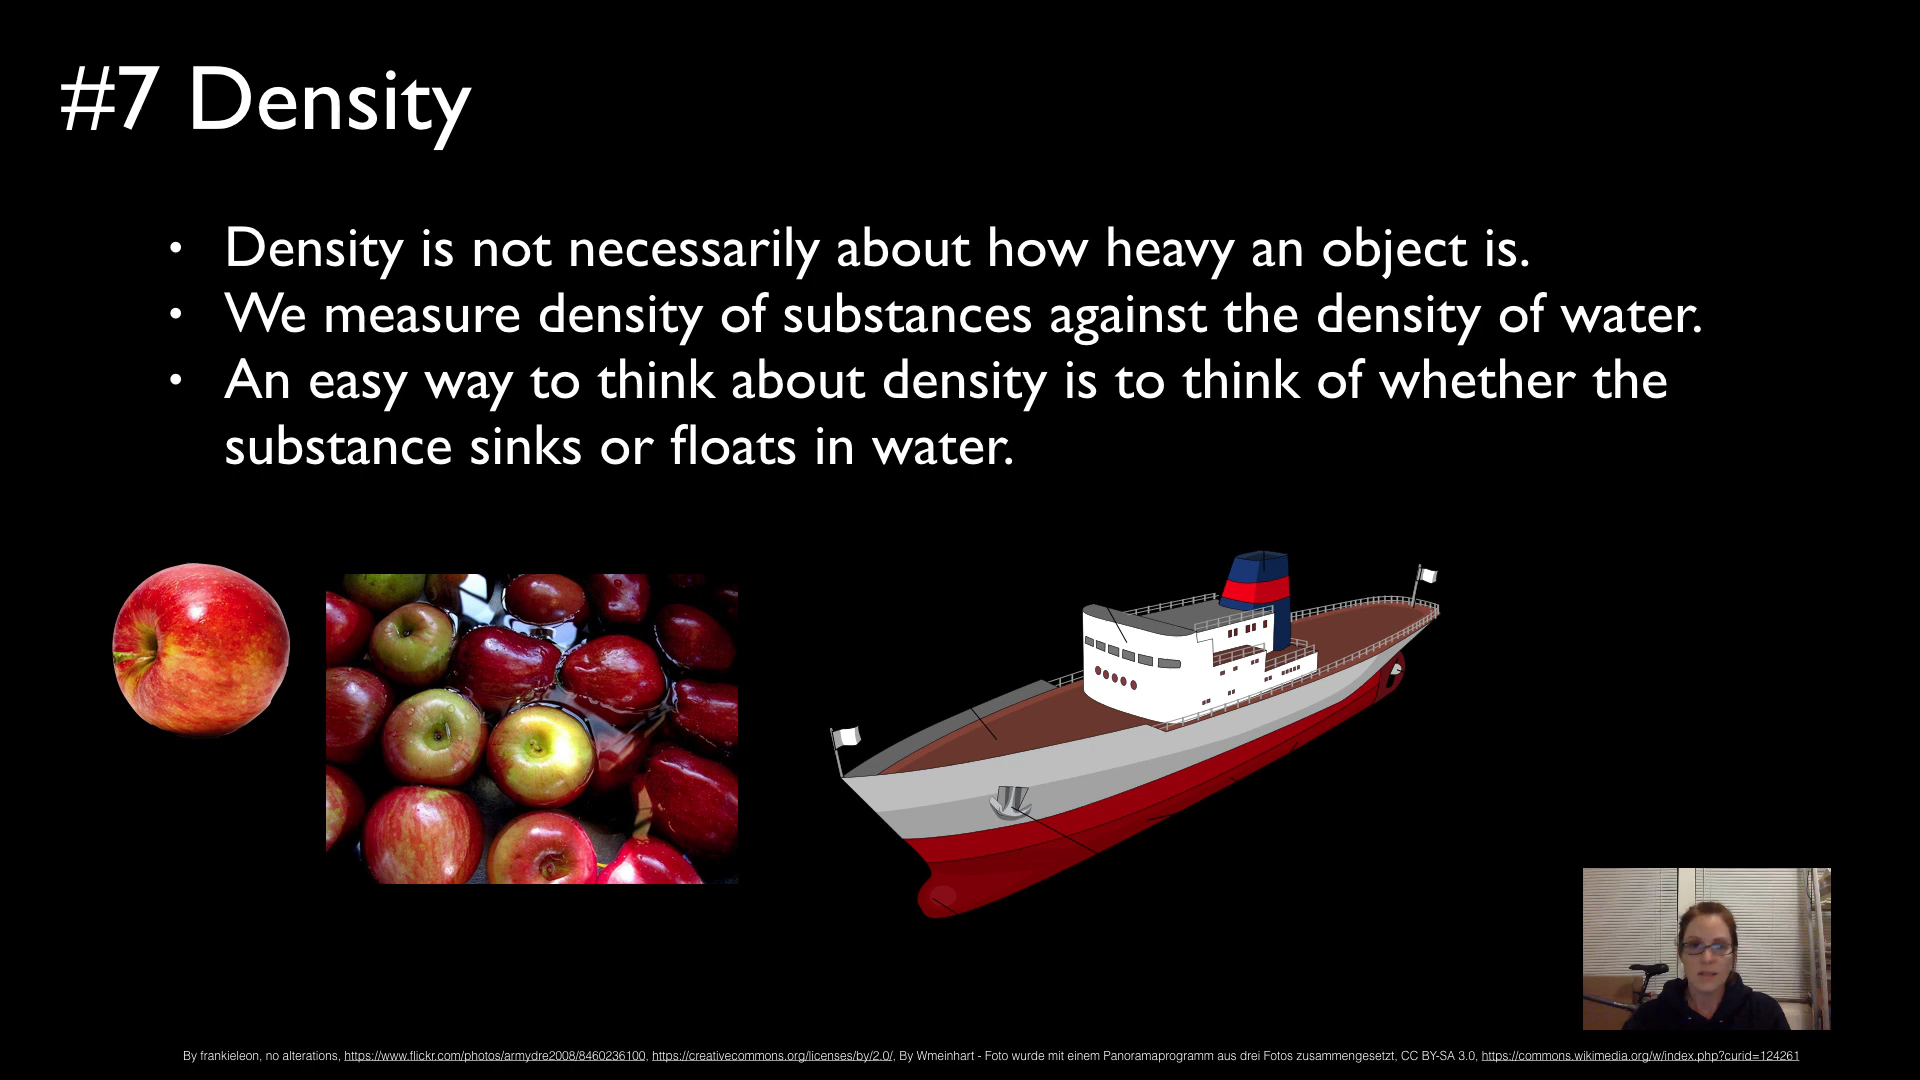 #7 Density
• Density is not necessarily about how heavy an object is.
• We measure density of substances against the density of water.
• An easy way to think about density is to think of whether the
substance sinks or floats in water.
By frankieleon, no alterations, https://www.flickr.com/photos/armydre2008/8460236100, https://creativecommons.org/licenses/by/2.0/, By Wmeinhart - Foto wurde mit einem Panoramaprogramm aus drei Fotos zusammengesetzt, CC BY-SA 3.0, https://commons.wikimedia.org/w/index.php?curid=124261